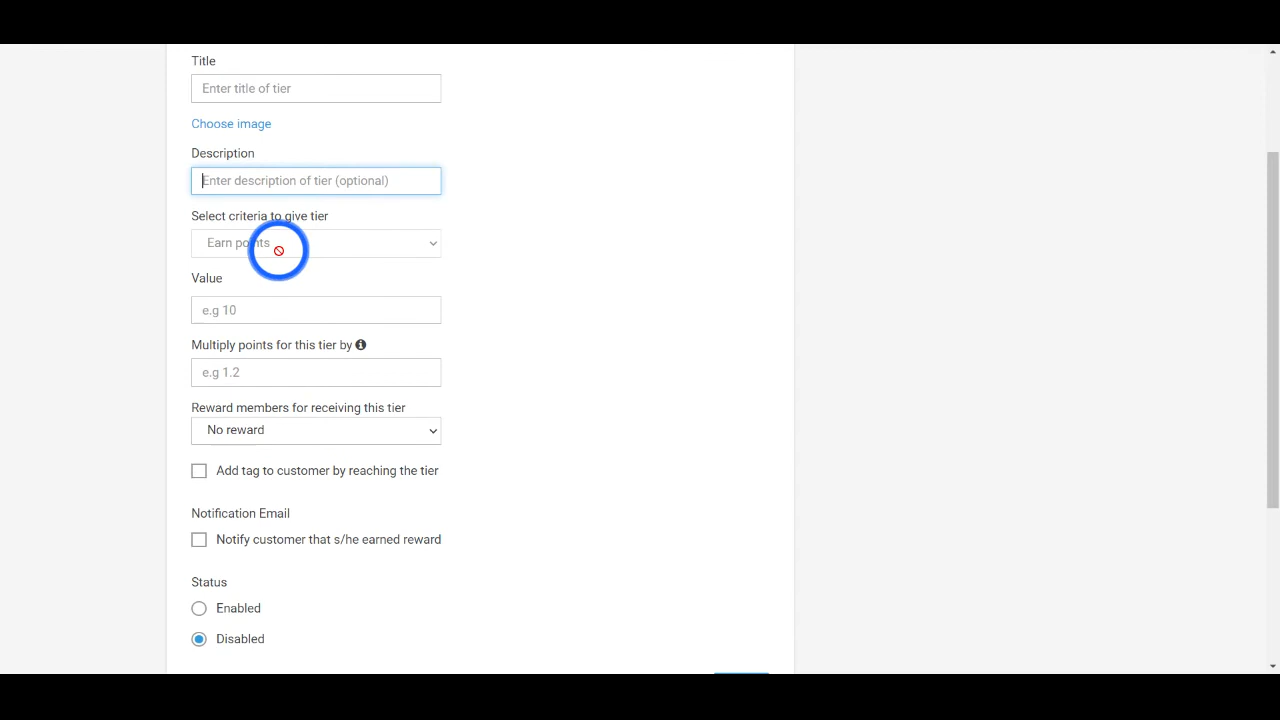 Title
Enter title of tier
Choose image
Description
Enter description of tier (optional)
Select criteria to give tier
Earn points
Value
e.g 10
Multiply points for this tier by
e.g 1.2
Reward members for receiving this tier
No reward
Add tag to customer by reaching the tier
Notification Email
Notify customer that s/he earned reward
Status
Enabled
Disabled